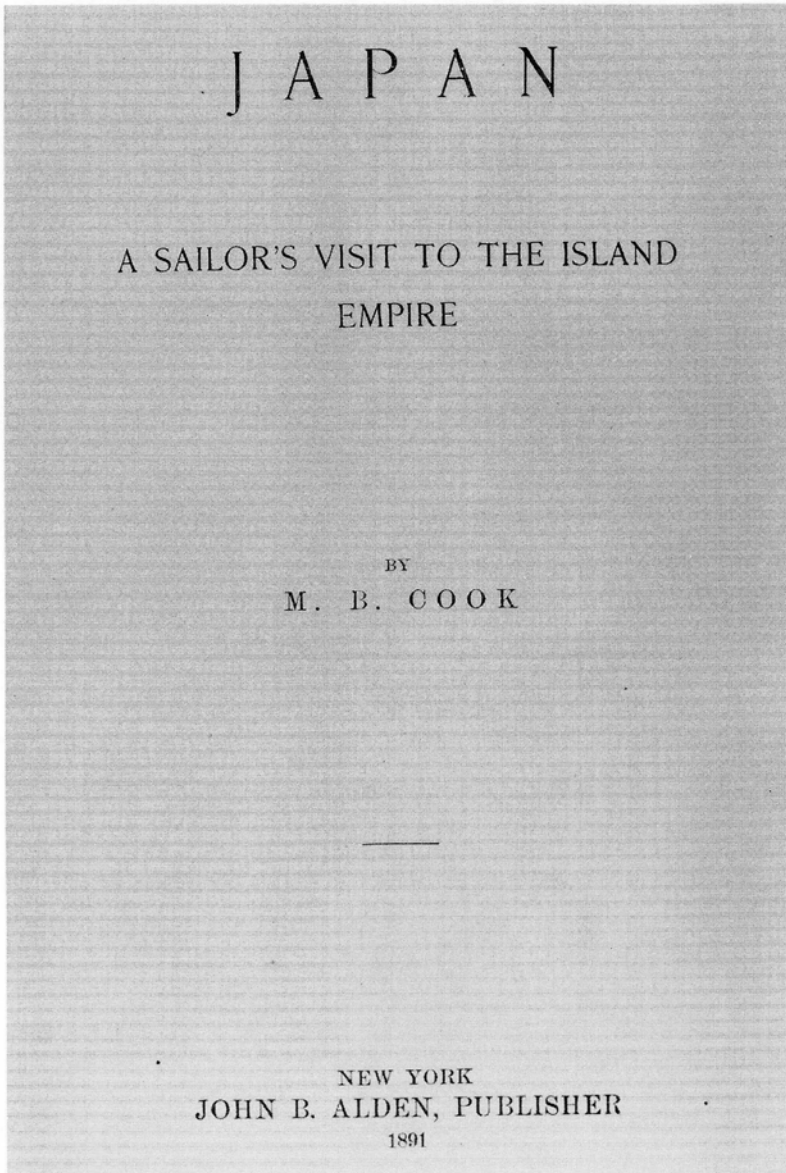 JAPAN
A SAILOR'S VISIT TO THE ISLAND
EMPIRE
BY
M. B. COOK
NEW YORK
JOHN B. ALDEN, PUBLISHER
1891